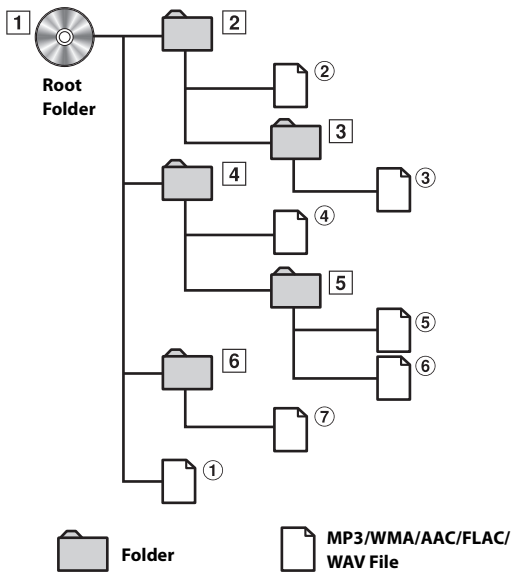 1
2
Root
Folder
②
3
③
4
④
5
⑤
⑥
6
⑦
①
Folder
MP3/WMA/AAC/FLAC/
WAV File